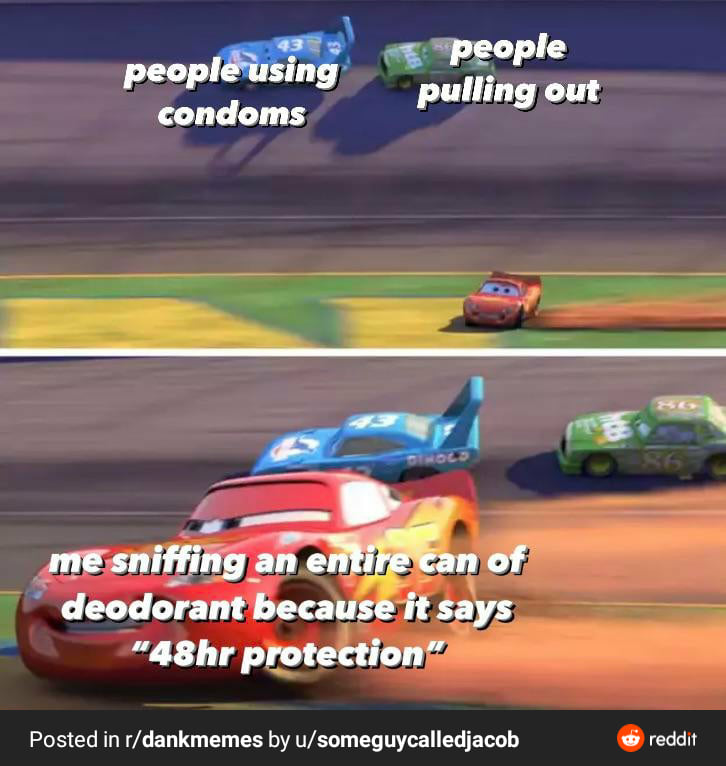 43
people using
condoms
people
pulling out
43
DINOCO
htB
86
86
me sniffing an entire can of
deodorant because it says
“48hr protection”
Posted in r/dankmemes by u/someguycalledjacob
reddit